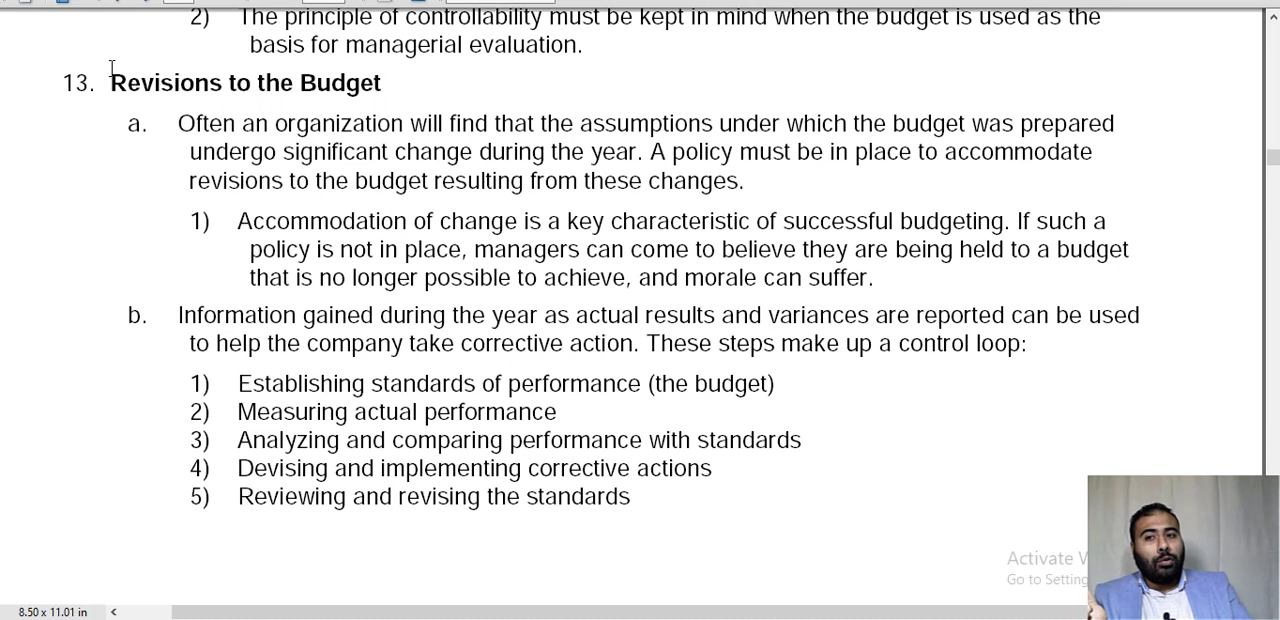 2) The principle of controllability must be kept in mind when the budget is used as the
basis for managerial evaluation.
13. Revisions to the Budget
a. Often an organization will find that the assumptions under which the budget was prepared
undergo significant change during the year. A policy must be in place to accommodate
revisions to the budget resulting from these changes.
1) Accommodation of change is a key characteristic of successful budgeting. If such a
policy is not in place, managers can come to believe they are being held to a budget
that is no longer possible to achieve, and morale can suffer.
b. Information gained during the year as actual results and variances are reported can be used
to help the company take corrective action. These steps make up a control loop:
1) Establishing standards of performance (the budget)
2) Measuring actual performance
3) Analyzing and comparing performance with standards
4) Devising and implementing corrective actions
5) Reviewing and revising the standards
Activate
Go to Setting
8.50 x 11.01 in